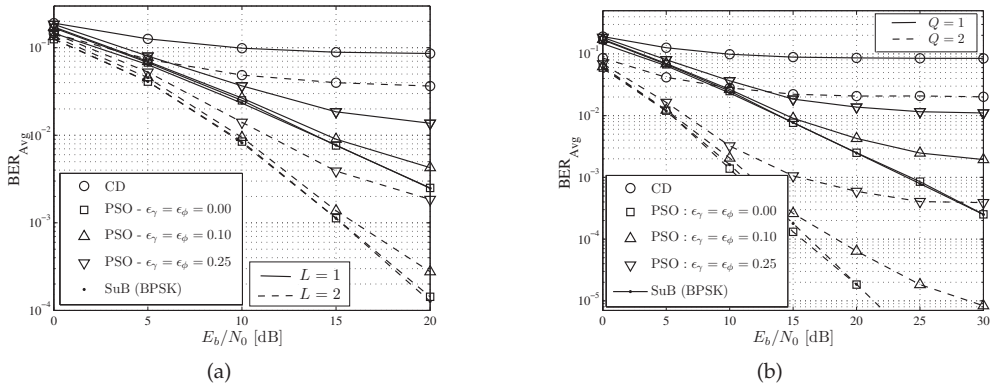 10^{-1}
10^{-2}
10^{-3}
10^{-4}
BER_{Avg}
CD
PSO - ϵ_γ = ϵ_ϕ = 0.00
PSO - ϵ_γ = ϵ_ϕ = 0.10
PSO - ϵ_γ = ϵ_ϕ = 0.25
SuB (BPSK)
L = 1
L = 2
0 5 10 15 20
E_b/N_0 [dB]
(a)
10^{-1}
10^{-2}
10^{-3}
10^{-4}
10^{-5}
BER_{Avg}
Q = 1
Q = 2
CD
PSO : ϵ_γ = ϵ_ϕ = 0.00
PSO : ϵ_γ = ϵ_ϕ = 0.10
PSO : ϵ_γ = ϵ_ϕ = 0.25
SuB (BPSK)
0 5 10 15 20 25 30
E_b/N_0 [dB]
(b)